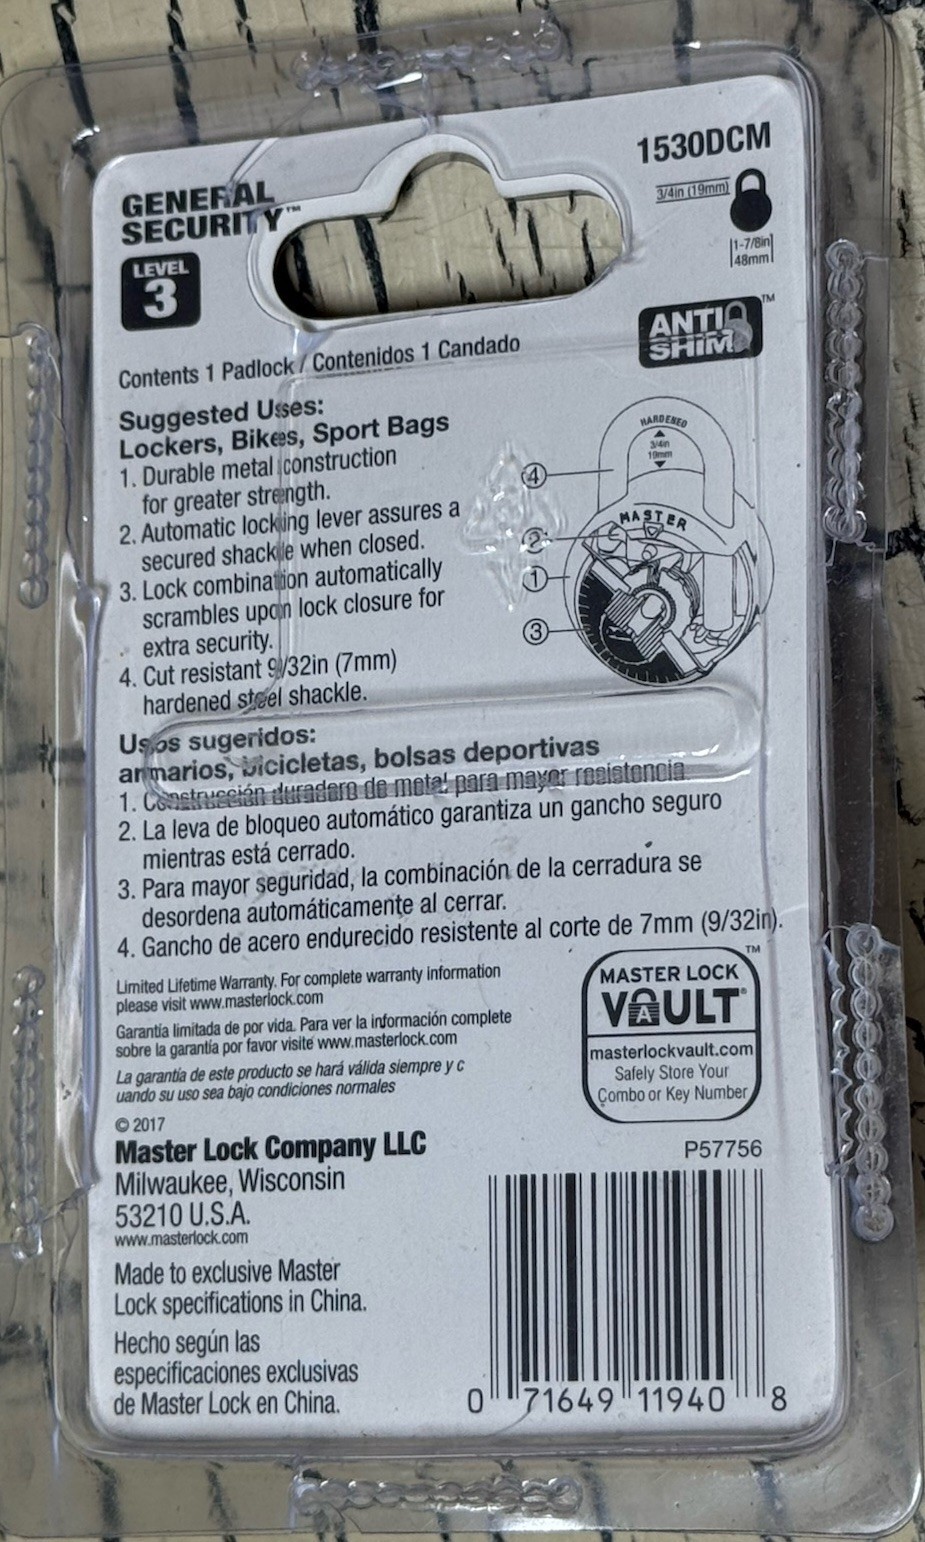 1530DCM
3/4in (19mm)
1-7/8in
48mm
GENERAL
SECURITY™
LEVEL
3
ANTI
SHIM
™
Contents 1 Padlock / Contenidos 1 Candado
Suggested Uses:
Lockers, Bikes, Sport Bags
1. Durable metal construction
for greater strength.
2. Automatic locking lever assures a
secured shackle when closed.
3. Lock combination automatically
scrambles upon lock closure for
extra security.
4. Cut resistant 9/32in (7mm)
hardened steel shackle.
HARDENED
3/4in
19mm
MASTER
4
2
1
3
Usos sugeridos:
armarios, bicicletas, bolsas deportivas
1. Construcción duradera de metal para mayor resistencia
2. La leva de bloqueo automático garantiza un gancho seguro
mientras está cerrado.
3. Para mayor seguridad, la combinación de la cerradura se
desordena automáticamente al cerrar.
4. Gancho de acero endurecido resistente al corte de 7mm (9/32in).
Limited Lifetime Warranty. For complete warranty information
please visit www.masterlock.com
Garantía limitada de por vida. Para ver la información complete
sobre la garantía por favor visite www.masterlock.com
La garantía de este producto se hará válida siempre y c
uando su uso sea bajo condiciones normales
™
MASTER LOCK
VAULT®
masterlockvault.com
Safely Store Your
Combo or Key Number
© 2017
Master Lock Company LLC
Milwaukee, Wisconsin
53210 U.S.A.
www.masterlock.com
Made to exclusive Master
Lock specifications in China.
Hecho según las
especificaciones exclusivas
de Master Lock en China.
P57756
0 71649 11940 8